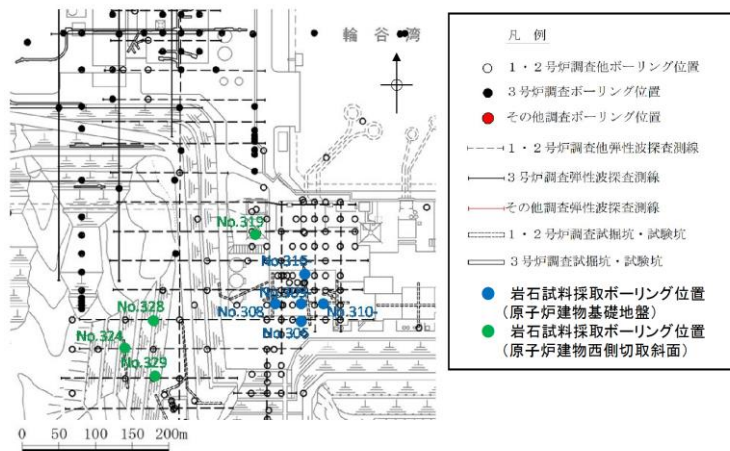 輪谷湾
No.319
No.315
No.308
No.310
No.306
No.328
No.324
No.329
0 50 100 150 200m
凡例
1・2号炉調査他ボーリング位置
3号炉調査ボーリング位置
その他調査ボーリング位置
1・2号炉調査他弾性波探査測線
3号炉調査弾性波探査測線
その他調査弾性波探査測線
1・2号炉調査試掘坑・試験坑
3号炉調査試掘坑・試験坑
岩石試料採取ボーリング位置
(原子炉建物基礎地盤)
岩石試料採取ボーリング位置
(原子炉建物西側切取斜面)